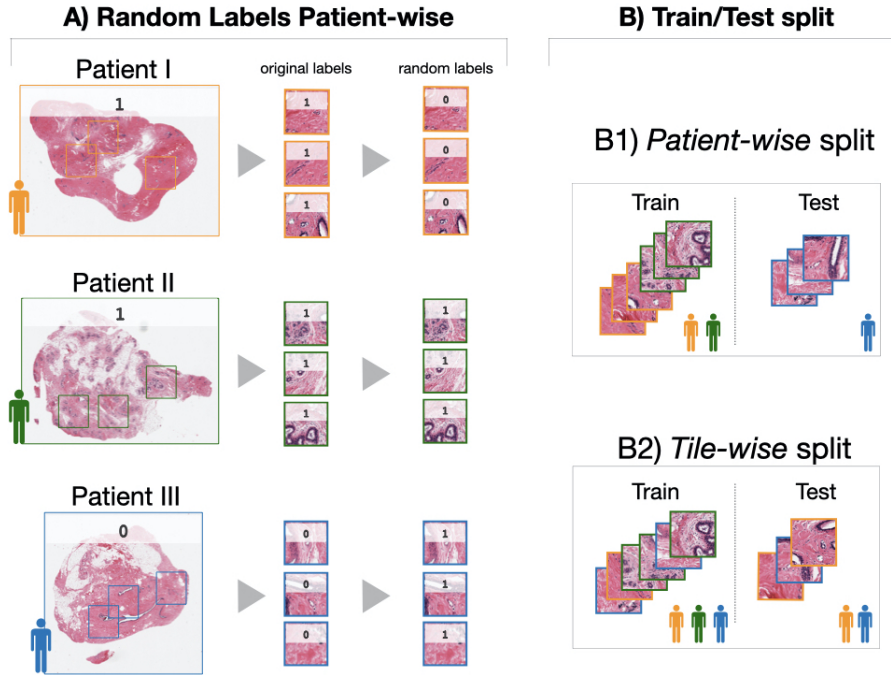 A) Random Labels Patient-wise
Patient I
1
original labels
random labels
1
0
1
0
1
0
Patient II
1
1
1
1
1
1
1
Patient III
0
0
1
0
1
0
1
B) Train/Test split
B1) Patient-wise split
Train
Test
B2) Tile-wise split
Train
Test